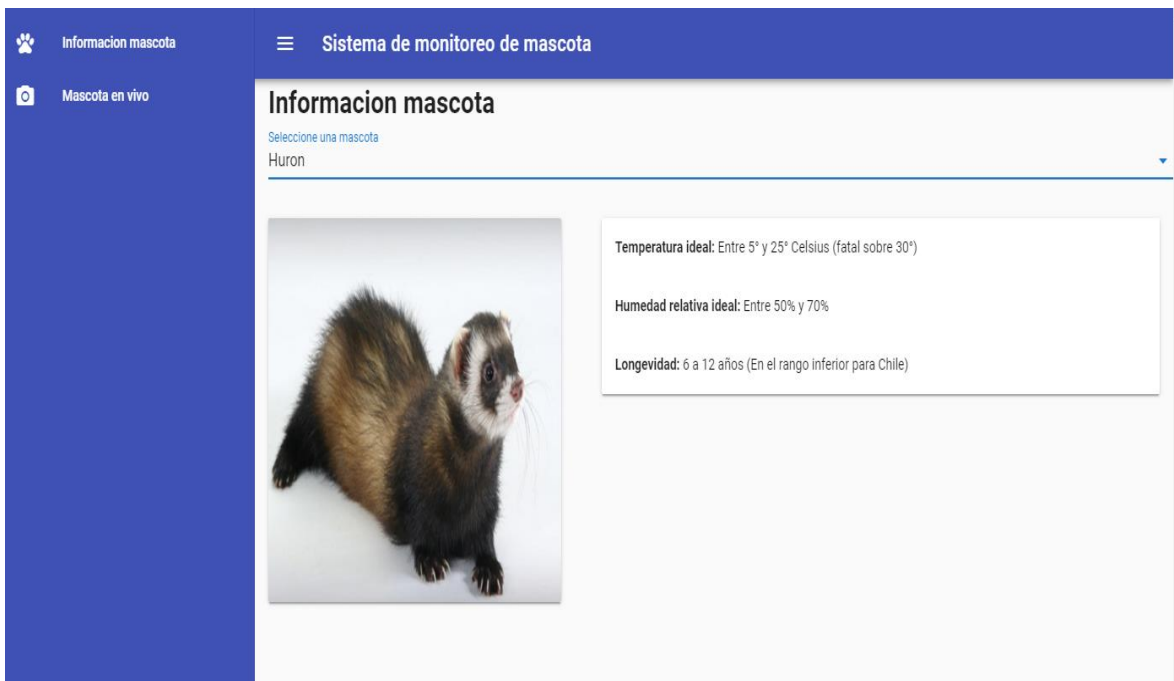 Informacion mascota
Mascota en vivo
Sistema de monitoreo de mascota
Informacion mascota
Seleccione una mascota
Huron
Temperatura ideal: Entre 5° y 25° Celsius (fatal sobre 30°)
Humedad relativa ideal: Entre 50% y 70%
Longevidad: 6 a 12 años (En el rango inferior para Chile)